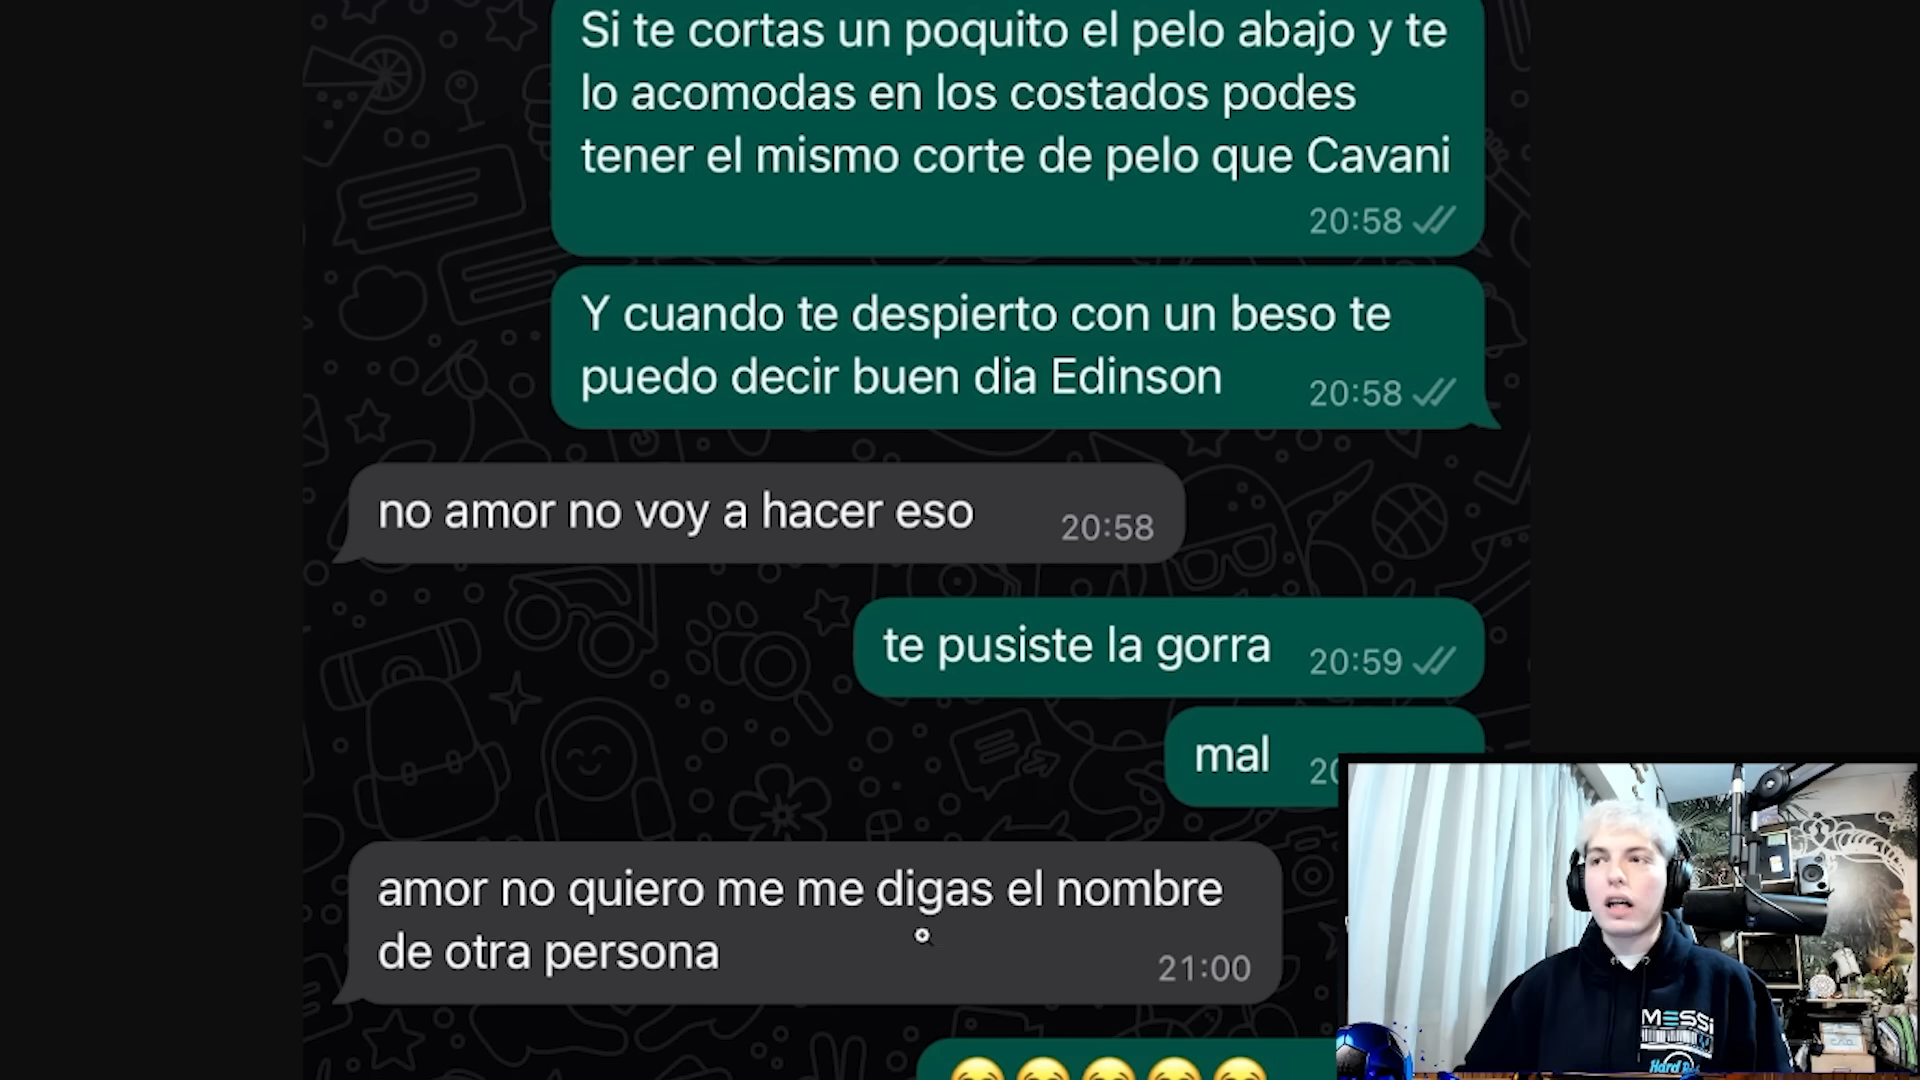 Si te cortas un poquito el pelo abajo y te
lo acomodas en los costados podes
tener el mismo corte de pelo que Cavani
20:58
Y cuando te despierto con un beso te
puedo decir buen dia Edinson
20:58
no amor no voy a hacer eso
20:58
te pusiste la gorra
20:59
mal
20
amor no quiero me me digas el nombre
de otra persona
21:00
MESSI
Hard